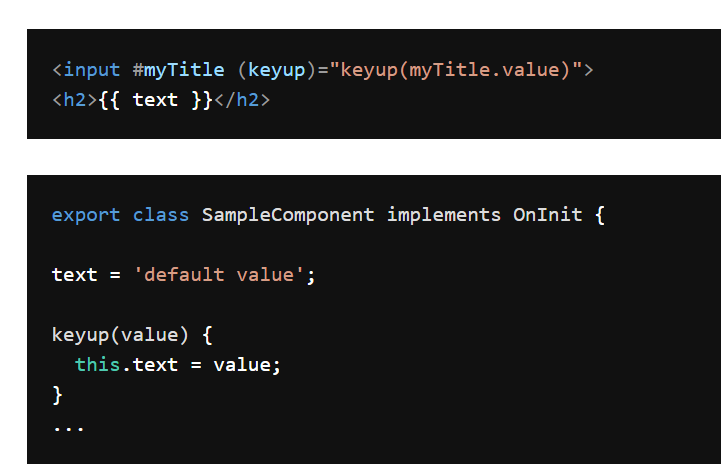 <input #myTitle (keyup)="keyup(myTitle.value)">
<h2>{{ text }}</h2>
export class SampleComponent implements OnInit {
text = 'default value';
keyup(value) {
this.text = value;
}
...